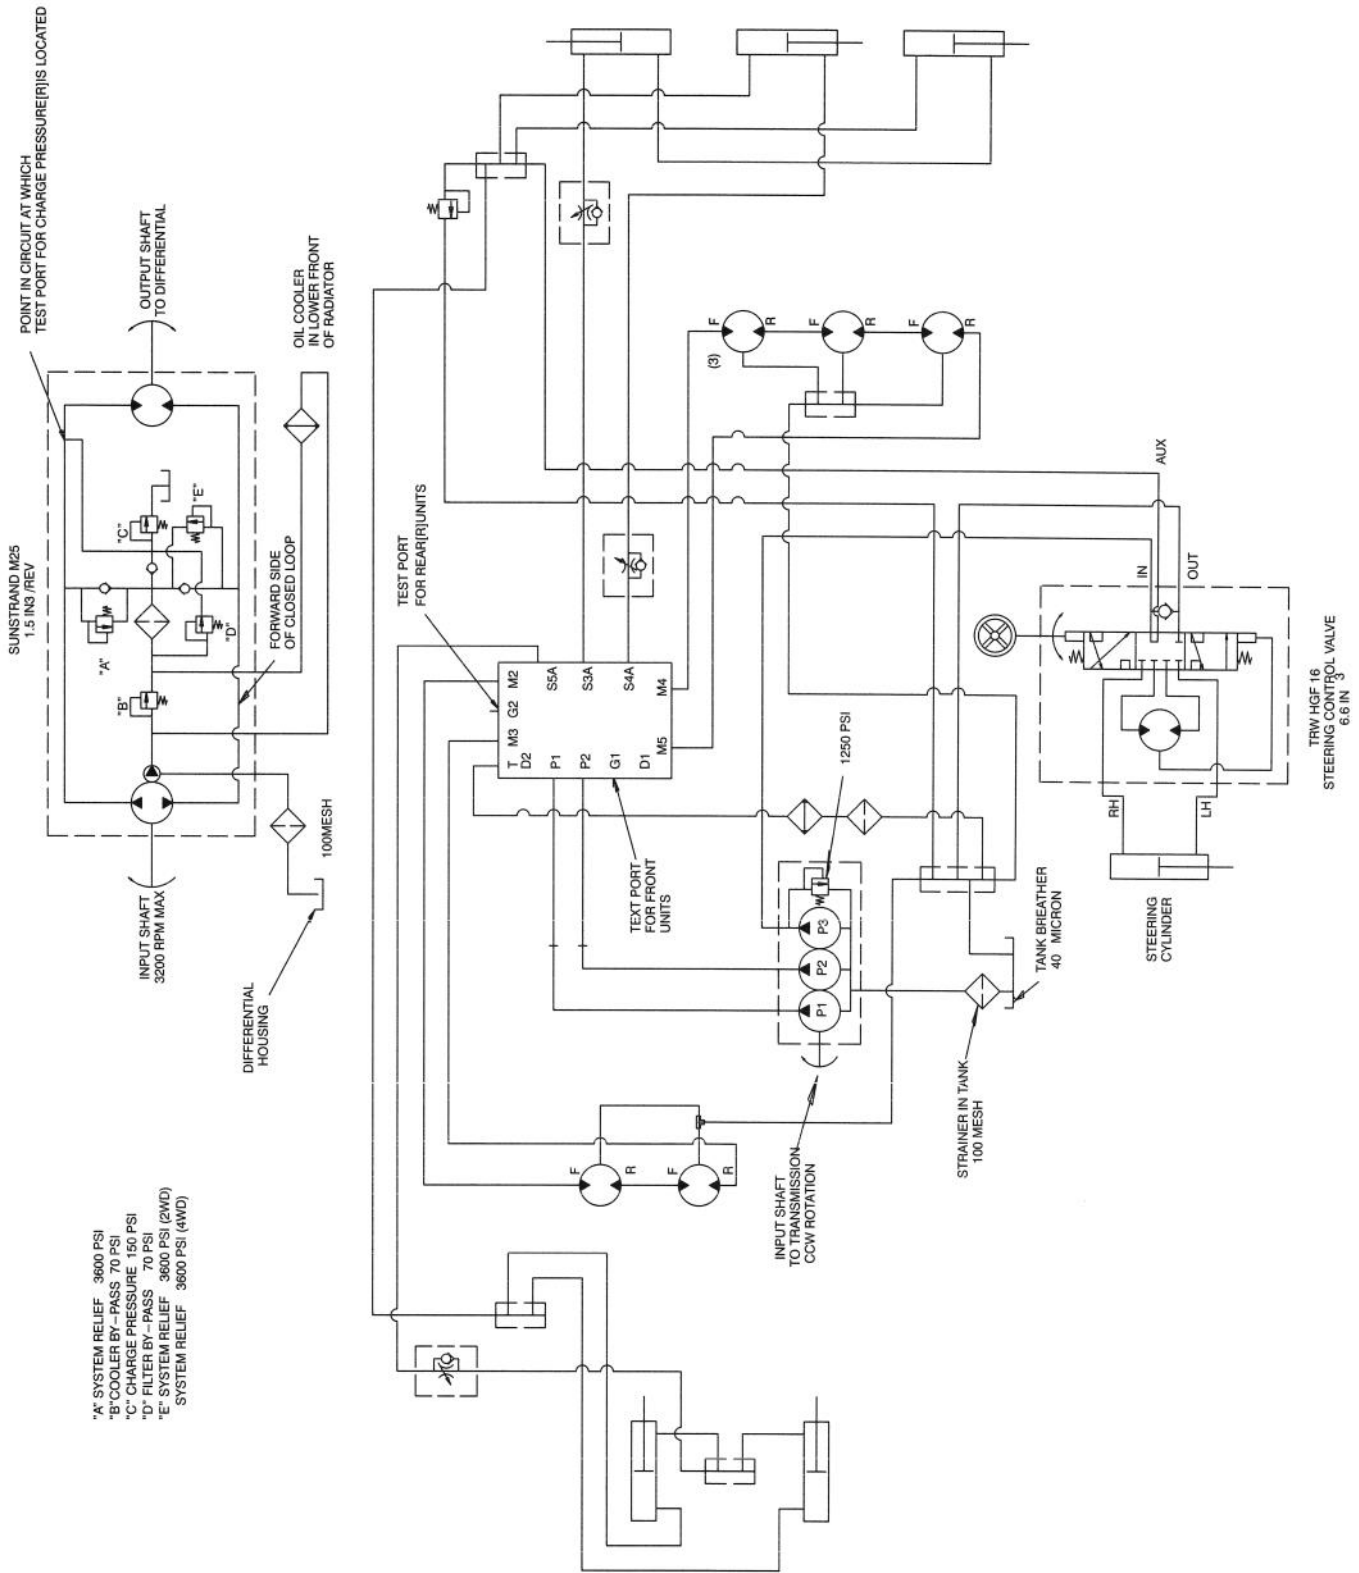 SUNSTRAND M25
1.5 IN3 /REV
POINT IN CIRCUIT AT WHICH
TEST PORT FOR CHARGE PRESSURE[R]IS LOCATED
OUTPUT SHAFT
TO DIFFERENTIAL
OIL COOLER
IN LOWER FRONT
OF RADIATOR
"A"
"B"
"C"
"D"
"E"
FORWARD SIDE
OF CLOSED LOOP
INPUT SHAFT
3200 RPM MAX
100MESH
DIFFERENTIAL
HOUSING
"A" SYSTEM RELIEF 3600 PSI
"B"COOLER BY–PASS 70 PSI
"C" CHARGE PRESSURE 150 PSI
"D" FILTER BY–PASS 70 PSI
"E" SYSTEM RELIEF 3600 PSI (2WD)
SYSTEM RELIEF 3600 PSI (4WD)
TEST PORT
FOR REAR[R]UNITS
T
M3
G2
M2
D2
P1
S5A
P2
S3A
G1
S4A
D1
M5
M4
TEXT PORT
FOR FRONT
UNITS
1250 PSI
P1
P2
P3
F
R
F
R
(3)
F
R
F
R
F
R
INPUT SHAFT
TO TRANSMISSION
CCW ROTATION
STRAINER IN TANK
100 MESH
TANK BREATHER
40 MICRON
AUX
IN
OUT
RH
LH
STEERING
CYLINDER
TRW HGF 16
STEERING CONTROL VALVE
6.6 IN 3